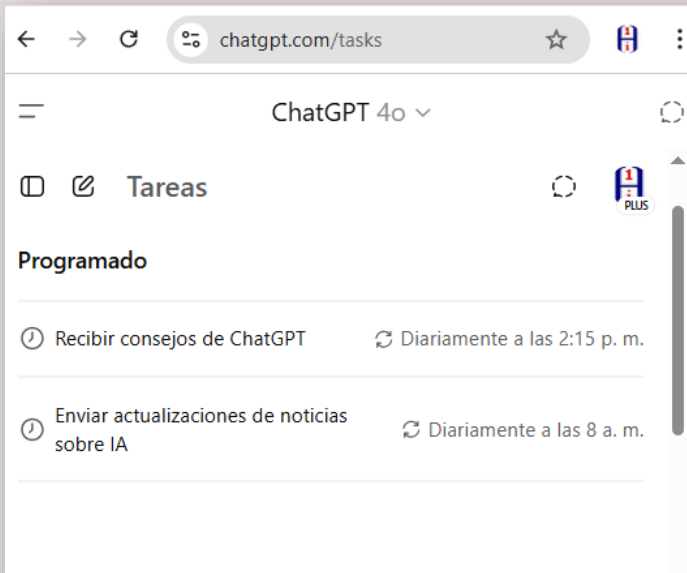 chatgpt.com/tasks
ChatGPT 4o
Tareas
PLUS
Programado
Recibir consejos de ChatGPT Diariamente a las 2:15 p. m.
Enviar actualizaciones de noticias
sobre IA
Diariamente a las 8 a. m.